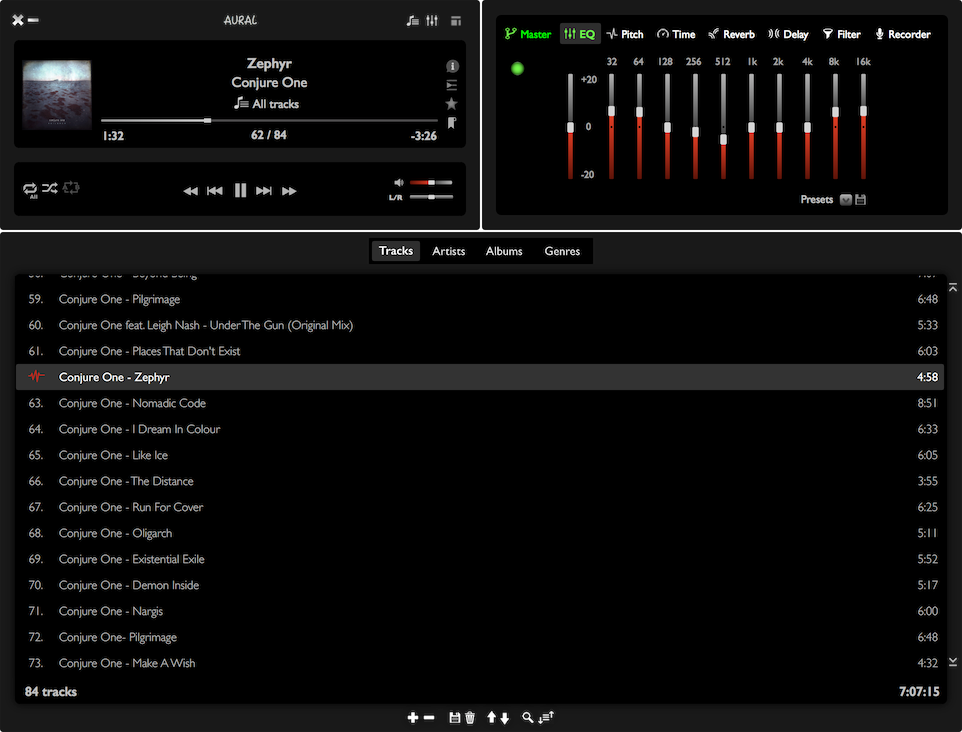 AURAL
Zephyr
Conjure One
All tracks
1:32 62 / 84 -3:26
All
L/R
Master EQ Pitch Time Reverb Delay Filter Recorder
32 64 128 256 512 1k 2k 4k 8k 16k
+20
0
-20
Presets
Tracks Artists Albums Genres
59. Conjure One - Pilgrimage 6:48
60. Conjure One feat. Leigh Nash - Under The Gun (Original Mix) 5:33
61. Conjure One - Places That Don't Exist 6:03
Conjure One - Zephyr 4:58
63. Conjure One - Nomadic Code 8:51
64. Conjure One - I Dream In Colour 6:33
65. Conjure One - Like Ice 6:05
66. Conjure One - The Distance 3:55
67. Conjure One - Run For Cover 6:25
68. Conjure One - Oligarch 5:11
69. Conjure One - Existential Exile 5:52
70. Conjure One - Demon Inside 5:17
71. Conjure One - Nargis 6:00
72. Conjure One- Pilgrimage 6:48
73. Conjure One - Make A Wish 4:32
84 tracks 7:07:15